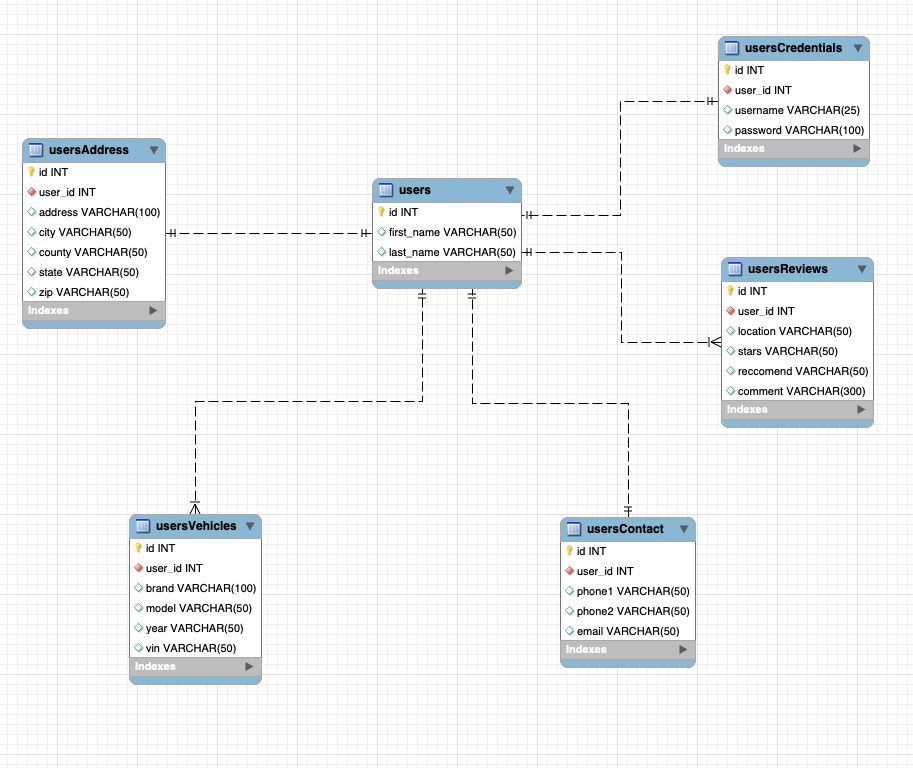 usersCredentials
id INT
user_id INT
username VARCHAR(25)
password VARCHAR(100)
Indexes
usersAddress
id INT
user_id INT
address VARCHAR(100)
city VARCHAR(50)
county VARCHAR(50)
state VARCHAR(50)
zip VARCHAR(50)
Indexes
users
id INT
first_name VARCHAR(50)
last_name VARCHAR(50)
Indexes
usersReviews
id INT
user_id INT
location VARCHAR(50)
stars VARCHAR(50)
reccomend VARCHAR(50)
comment VARCHAR(300)
Indexes
usersVehicles
id INT
user_id INT
brand VARCHAR(100)
model VARCHAR(50)
year VARCHAR(50)
vin VARCHAR(50)
Indexes
usersContact
id INT
user_id INT
phone1 VARCHAR(50)
phone2 VARCHAR(50)
email VARCHAR(50)
Indexes